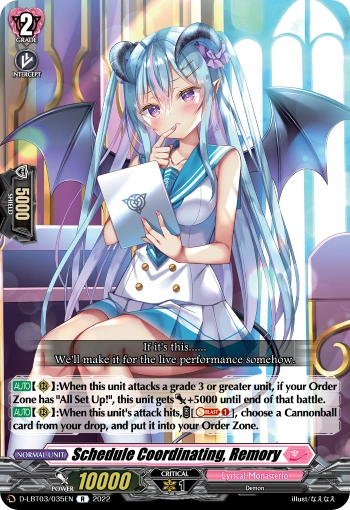 2
GRADE
INTERCEPT
5000
SHIELD
If it's this......
We'll make it for the live performance somehow.
AUTO【Ⓡ】:When this unit attacks a grade 3 or greater unit, if your Order
Zone has "All Set Up!", this unit gets +5000 until end of that battle.
AUTO【Ⓡ】:When this unit's attack hits, [SOUL-BLAST 1], choose a Cannonball
card from your drop, and put it into your Order Zone.
NORMAL UNIT
Schedule Coordinating, Remory
POWER 10000
CRITICAL
1
Lyrical Monasterio
Demon
D-LBT03/035EN R 2022
illust/なえなえ